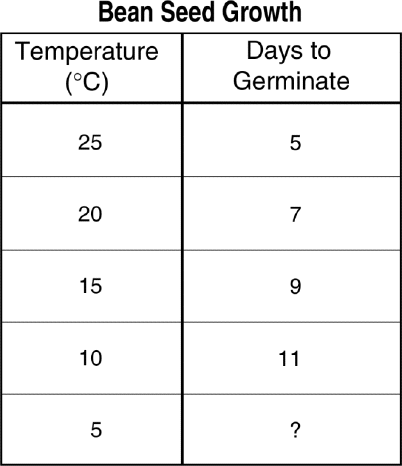 Bean Seed Growth
Temperature Days to
(°C) Germinate
25 5
20 7
15 9
10 11
5 ?